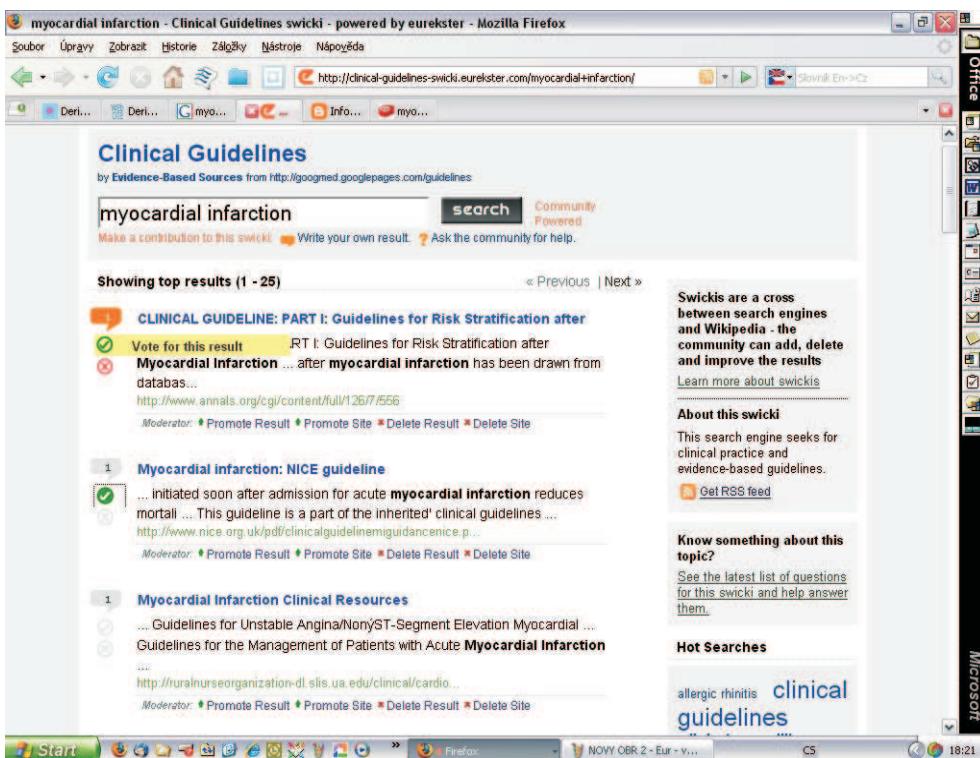 myocardial infarction - Clinical Guidelines swicki - powered by eurekster - Mozilla Firefox
Soubor Úpravy Zobrazit Historie Záložky Nástroje Nápověda
http://clinical-guidelines-swicki.eurekster.com/myocardial+infarction/
Slovník En->Cz
Deri... Deri... myo... Info... myo...
Office
Clinical Guidelines
by Evidence-Based Sources from http://googmed.googlepages.com/guidelines
myocardial infarction search Community Powered
Make a contribution to this swicki: Write your own result. ? Ask the community for help.
Showing top results (1 - 25) « Previous | Next »
1 CLINICAL GUIDELINE: PART I: Guidelines for Risk Stratification after
Vote for this result
RT I: Guidelines for Risk Stratification after
Myocardial Infarction ... after myocardial infarction has been drawn from
databas...
http://www.annals.org/cgi/content/full/126/7/556
Moderator: Promote Result Promote Site Delete Result Delete Site
1 Myocardial infarction: NICE guideline
... initiated soon after admission for acute myocardial infarction reduces
mortali ... This guideline is a part of the inherited' clinical guidelines ...
http://www.nice.org.uk/pdf/clinicalguidelinemiguidancenice.p...
Moderator: Promote Result Promote Site Delete Result Delete Site
1 Myocardial Infarction Clinical Resources
... Guidelines for Unstable Angina/NonýST-Segment Elevation Myocardial ...
Guidelines for the Management of Patients with Acute Myocardial Infarction
...
http://ruralnurseorganization-dl.slis.ua.edu/clinical/cardio...
Moderator: Promote Result Promote Site Delete Result Delete Site
Swickis are a cross
between search engines
and Wikipedia - the
community can add, delete
and improve the results
Learn more about swickis
About this swicki
This search engine seeks for
clinical practice and
evidence-based guidelines.
Get RSS feed
Know something about this
topic?
See the latest list of questions
for this swicki and help answer
them.
Hot Searches
allergic rhinitis clinical
guidelines
Microsoft
Start » Firefox NOVY OBR 2 - Eur - v... CS 18:21